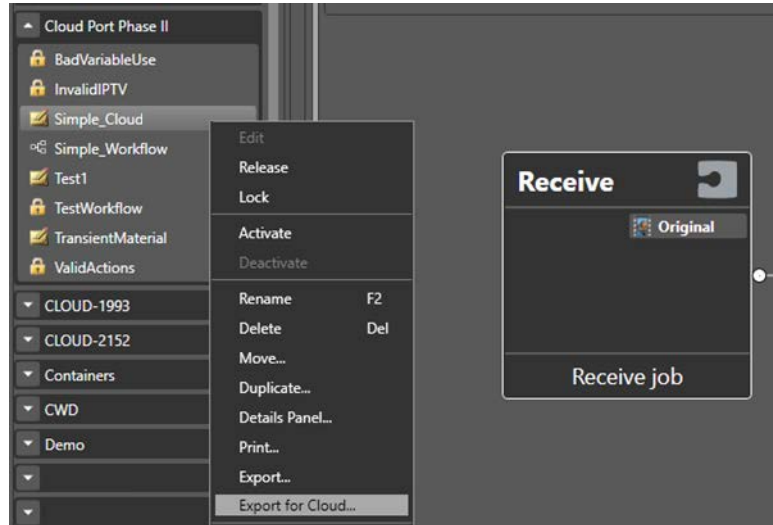 Cloud Port Phase II
BadVariableUse
InvalidIPTV
Simple_Cloud
Simple_Workflow
Test1
TestWorkflow
TransientMaterial
ValidActions
CLOUD-1993
CLOUD-2152
Containers
CWD
Demo
Edit
Release
Lock
Activate
Deactivate
Rename F2
Delete Del
Move...
Duplicate...
Details Panel...
Print...
Export...
Export for Cloud...
Receive
Original
Receive job